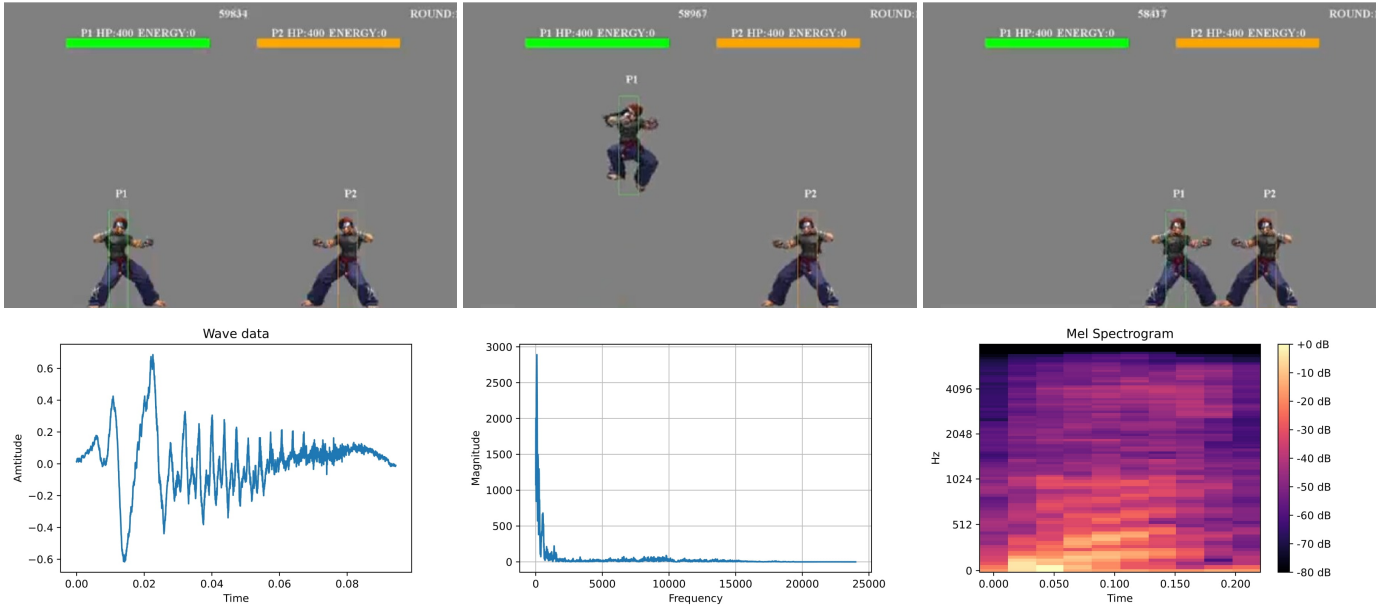 59834
ROUND:
P1 HP:400 ENERGY:0
P2 HP:400 ENERGY:0
P1
P2
58967
ROUND:
P1 HP:400 ENERGY:0
P2 HP:400 ENERGY:0
P1
P2
ROUND:
P1 HP:400 ENERGY:0
P2 HP:400 ENERGY:0
P1
P2
Wave data
Amtitude
0.6
0.4
0.2
0.0
−0.2
−0.4
−0.6
0.00
0.02
0.04
0.06
0.08
Time
Magnitude
3000
2500
2000
1500
1000
500
0
0
5000
10000
15000
20000
25000
Frequency
Mel Spectrogram
Hz
4096
2048
1024
512
0
0.000
0.050
0.100
0.150
0.200
Time
+0 dB
-10 dB
-20 dB
-30 dB
-40 dB
-50 dB
-60 dB
-70 dB
-80 dB